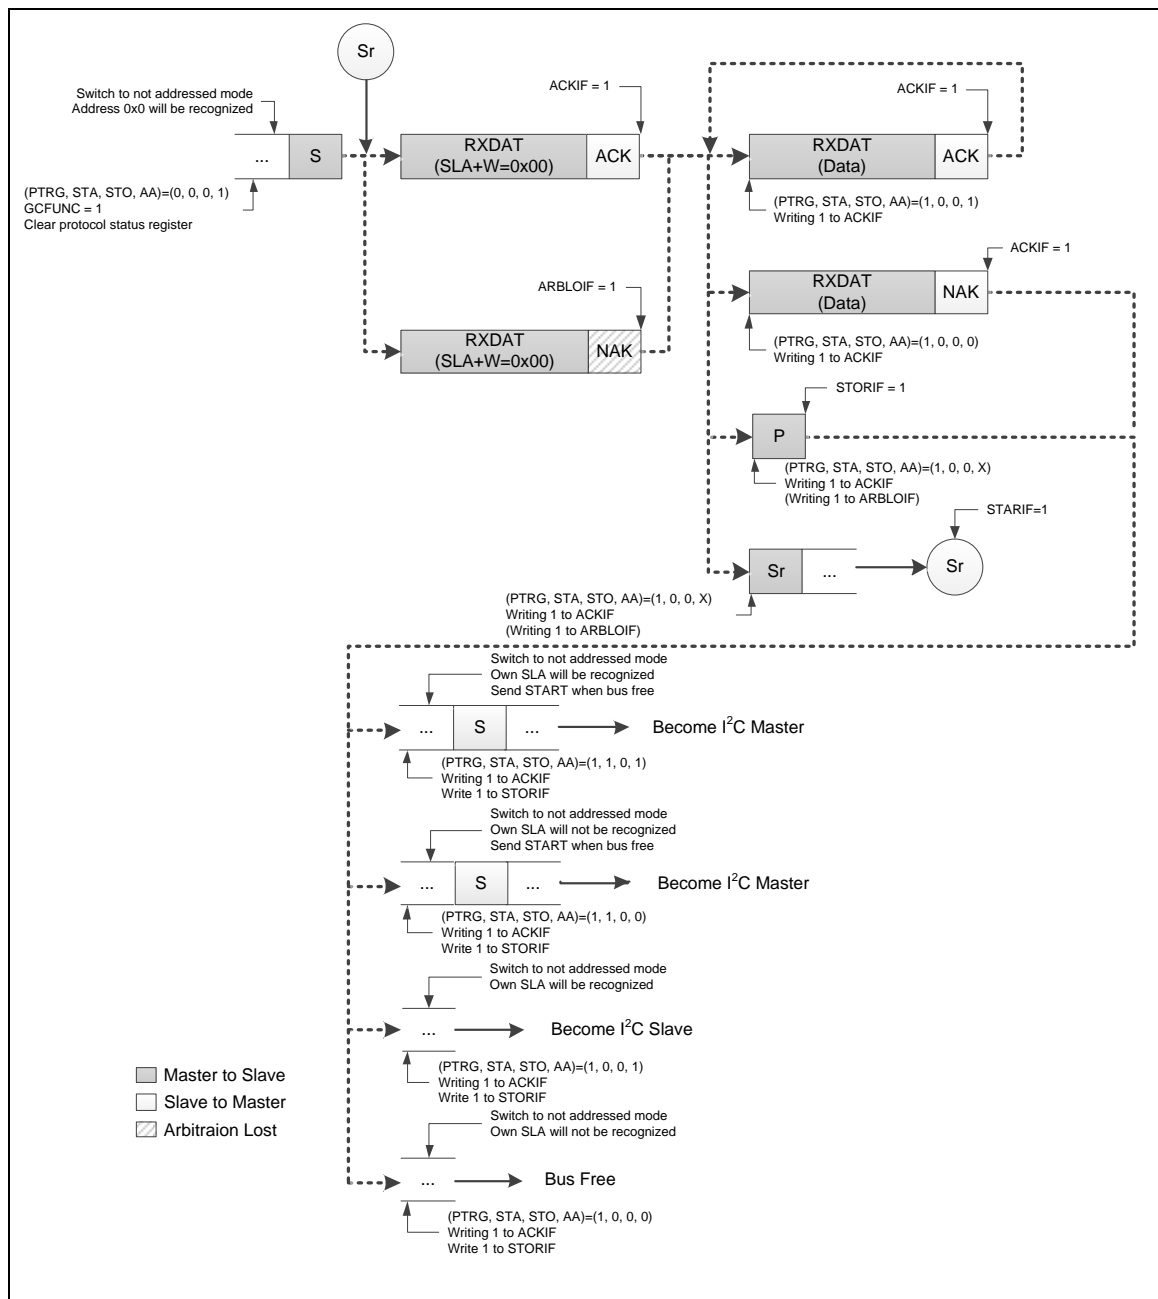 Sr
Switch to not addressed mode
Address 0x0 will be recognized
ACKIF = 1
ACKIF = 1
...
S
RXDAT
(SLA+W=0x00)
ACK
RXDAT
(Data)
ACK
(PTRG, STA, STO, AA)=(0, 0, 0, 1)
GCFUNC = 1
Clear protocol status register
(PTRG, STA, STO, AA)=(1, 0, 0, 1)
Writing 1 to ACKIF
ACKIF = 1
ARBLOIF = 1
RXDAT
(Data)
NAK
RXDAT
(SLA+W=0x00)
NAK
(PTRG, STA, STO, AA)=(1, 0, 0, 0)
Writing 1 to ACKIF
STORIF = 1
P
(PTRG, STA, STO, AA)=(1, 0, 0, X)
Writing 1 to ACKIF
(Writing 1 to ARBLOIF)
STARIF=1
Sr
...
Sr
(PTRG, STA, STO, AA)=(1, 0, 0, X)
Writing 1 to ACKIF
(Writing 1 to ARBLOIF)
Switch to not addressed mode
Own SLA will be recognized
Send START when bus free
...
S
...
Become I²C Master
(PTRG, STA, STO, AA)=(1, 1, 0, 1)
Writing 1 to ACKIF
Write 1 to STORIF
Switch to not addressed mode
Own SLA will not be recognized
Send START when bus free
...
S
...
Become I²C Master
(PTRG, STA, STO, AA)=(1, 1, 0, 0)
Writing 1 to ACKIF
Write 1 to STORIF
Switch to not addressed mode
Own SLA will be recognized
...
Become I²C Slave
(PTRG, STA, STO, AA)=(1, 0, 0, 1)
Writing 1 to ACKIF
Write 1 to STORIF
Master to Slave
Slave to Master
Arbitraion Lost
Switch to not addressed mode
Own SLA will not be recognized
...
Bus Free
(PTRG, STA, STO, AA)=(1, 0, 0, 0)
Writing 1 to ACKIF
Write 1 to STORIF